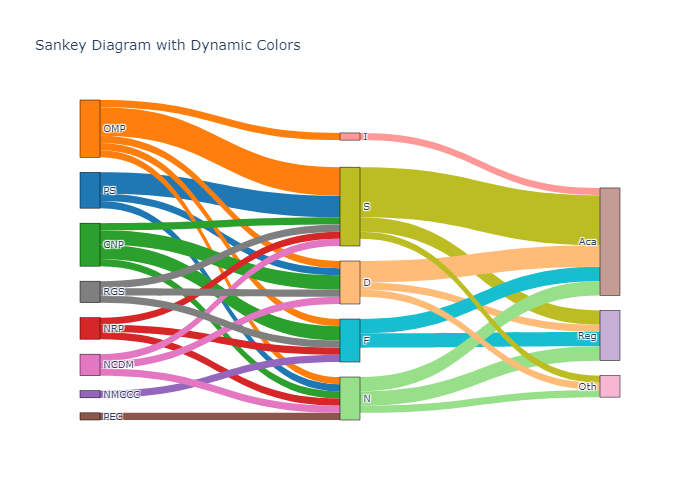 Sankey Diagram with Dynamic Colors
OMP
PS
CNP
RGS
NRP
NCDM
NMCCC
PEC
I
S
D
F
N
Aca
Reg
Oth